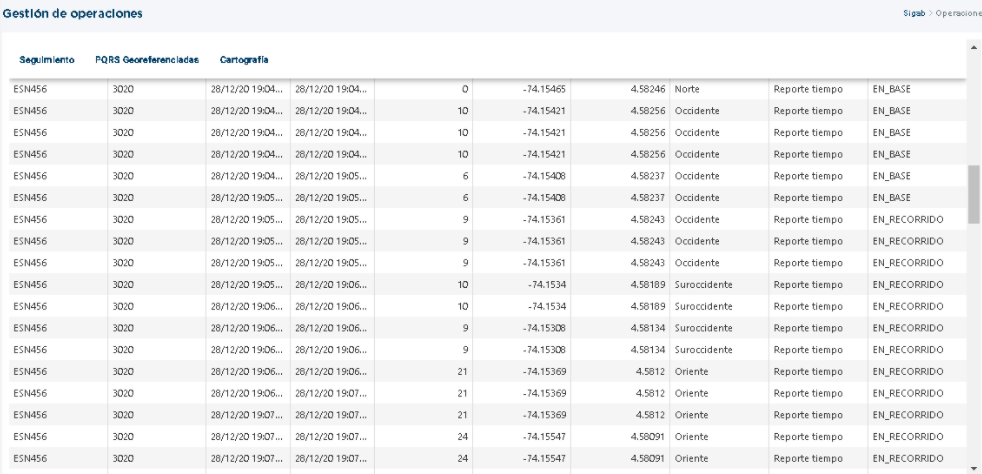 Gestión de operaciones
Sigab > Operacione
Seguimiento PQRS Georeferenciadas Cartografía
ESN456 3020 28/12/20 19:04... 28/12/20 19:04... 0 -74.15465 4.58246 Norte Reporte tiempo EN_BASE
ESN456 3020 28/12/20 19:04... 28/12/20 19:04... 10 -74.15421 4.58256 Occidente Reporte tiempo EN_BASE
ESN456 3020 28/12/20 19:04... 28/12/20 19:04... 10 -74.15421 4.58256 Occidente Reporte tiempo EN_BASE
ESN456 3020 28/12/20 19:04... 28/12/20 19:04... 10 -74.15421 4.58256 Occidente Reporte tiempo EN_BASE
ESN456 3020 28/12/20 19:04... 28/12/20 19:05... 6 -74.15408 4.58237 Occidente Reporte tiempo EN_BASE
ESN456 3020 28/12/20 19:05... 28/12/20 19:05... 6 -74.15408 4.58237 Occidente Reporte tiempo EN_BASE
ESN456 3020 28/12/20 19:05... 28/12/20 19:05... 9 -74.15361 4.58243 Occidente Reporte tiempo EN_RECORRIDO
ESN456 3020 28/12/20 19:05... 28/12/20 19:05... 9 -74.15361 4.58243 Occidente Reporte tiempo EN_RECORRIDO
ESN456 3020 28/12/20 19:05... 28/12/20 19:05... 9 -74.15361 4.58243 Occidente Reporte tiempo EN_RECORRIDO
ESN456 3020 28/12/20 19:05... 28/12/20 19:06... 10 -74.1534 4.58189 Suroccidente Reporte tiempo EN_RECORRIDO
ESN456 3020 28/12/20 19:06... 28/12/20 19:06... 10 -74.1534 4.58189 Suroccidente Reporte tiempo EN_RECORRIDO
ESN456 3020 28/12/20 19:06... 28/12/20 19:06... 9 -74.15308 4.58134 Suroccidente Reporte tiempo EN_RECORRIDO
ESN456 3020 28/12/20 19:06... 28/12/20 19:06... 9 -74.15308 4.58134 Suroccidente Reporte tiempo EN_RECORRIDO
ESN456 3020 28/12/20 19:06... 28/12/20 19:06... 21 -74.15369 4.5812 Oriente Reporte tiempo EN_RECORRIDO
ESN456 3020 28/12/20 19:06... 28/12/20 19:07... 21 -74.15369 4.5812 Oriente Reporte tiempo EN_RECORRIDO
ESN456 3020 28/12/20 19:07... 28/12/20 19:07... 21 -74.15369 4.5812 Oriente Reporte tiempo EN_RECORRIDO
ESN456 3020 28/12/20 19:07... 28/12/20 19:07... 24 -74.15547 4.58091 Oriente Reporte tiempo EN_RECORRIDO
ESN456 3020 28/12/20 19:07... 28/12/20 19:07... 24 -74.15547 4.58091 Oriente Reporte tiempo EN_RECORRIDO